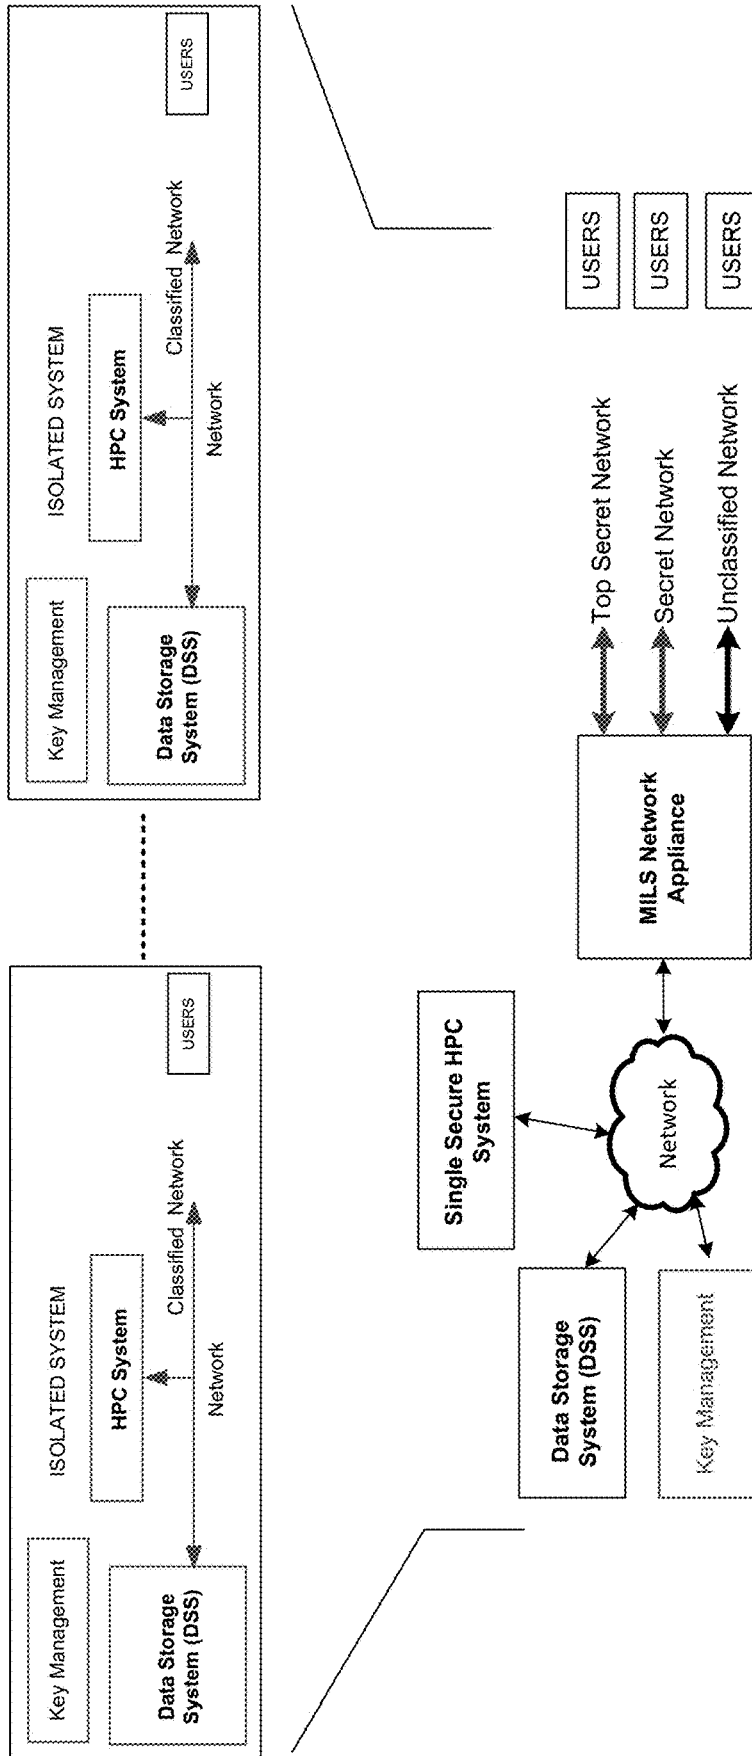 Key Management
ISOLATED SYSTEM
HPC System
Data Storage
System (DSS)
Classified Network
Network
USERS
Key Management
ISOLATED SYSTEM
HPC System
Data Storage
System (DSS)
Classified Network
Network
USERS
Single Secure HPC
System
Data Storage
System (DSS)
Key Management
Network
MILS Network
Appliance
Top Secret Network
Secret Network
Unclassified Network
USERS
USERS
USERS